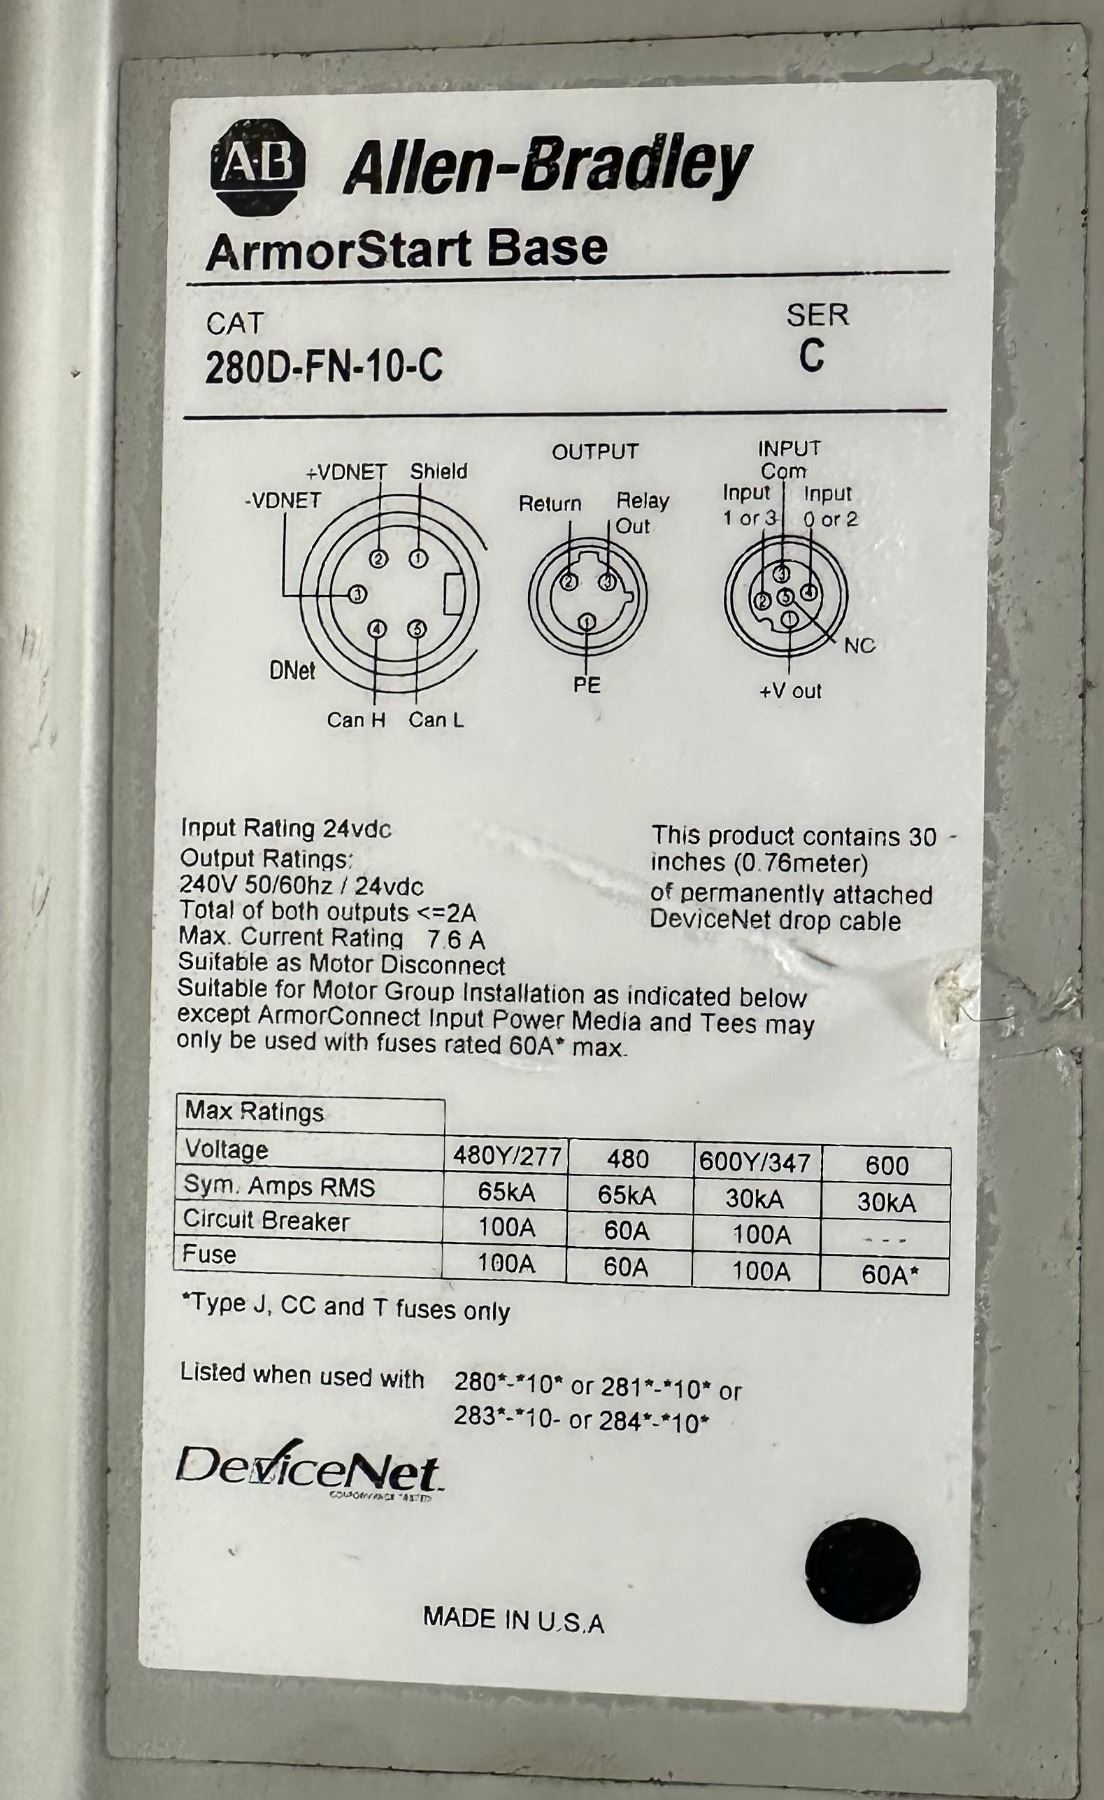 A-B Allen-Bradley
ArmorStart Base
CAT SER
280D-FN-10-C C
OUTPUT INPUT
+VDNET Shield Com
-VDNET Return Relay Input Input
Out 1 or 3 0 or 2
2 1 2 3 3
3 2 5 4
4 5 1 1
NC
DNet PE +V out
Can H Can L
Input Rating 24vdc
Output Ratings:
240V 50/60hz / 24vdc
Total of both outputs <=2A
Max. Current Rating 7.6 A
Suitable as Motor Disconnect
Suitable for Motor Group Installation as indicated below
except ArmorConnect Input Power Media and Tees may
only be used with fuses rated 60A* max.
This product contains 30 -
inches (0.76meter)
of permanently attached
DeviceNet drop cable
Max Ratings
Voltage 480Y/277 480 600Y/347 600
Sym. Amps RMS 65kA 65kA 30kA 30kA
Circuit Breaker 100A 60A 100A ---
Fuse 100A 60A 100A 60A*
*Type J, CC and T fuses only
Listed when used with 280*-*10* or 281*-*10* or
283*-*10- or 284*-*10*
DeviceNet
MADE IN U.S.A